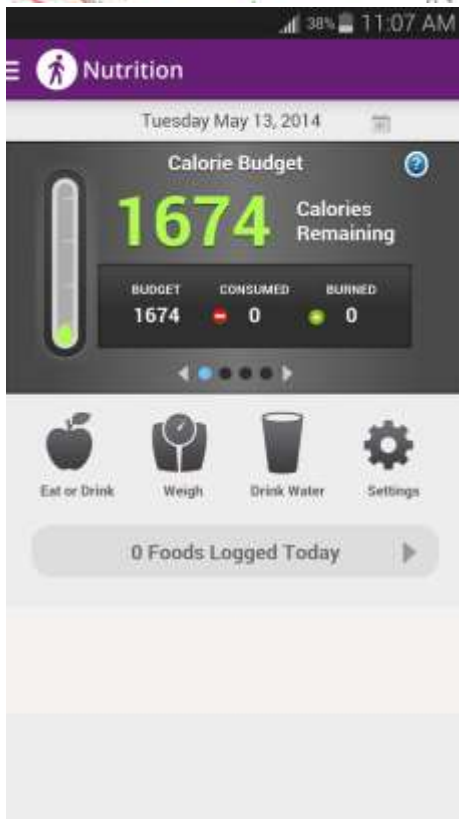 38% 11:07 AM
Nutrition
Tuesday May 13, 2014
Calorie Budget
1674 Calories Remaining
BUDGET CONSUMED BURNED
1674 0 0
Eat or Drink Weigh Drink Water Settings
0 Foods Logged Today